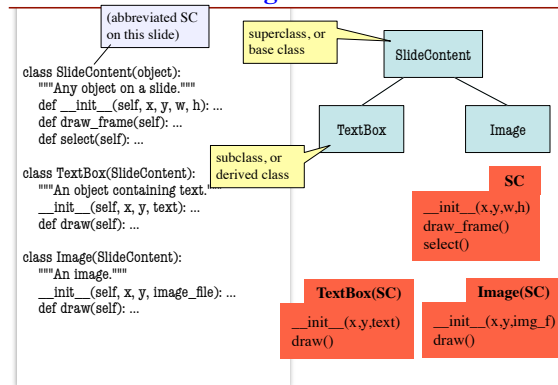 (abbreviated SC
on this slide)
class SlideContent(object):
"""Any object on a slide."""
def __init__(self, x, y, w, h): ...
def draw_frame(self): ...
def select(self): ...
class TextBox(SlideContent):
"""An object containing text."""
__init__(self, x, y, text): ...
def draw(self): ...
class Image(SlideContent):
"""An image."""
__init__(self, x, y, image_file): ...
def draw(self): ...
superclass, or
base class
SlideContent
TextBox
Image
subclass, or
derived class
SC
__init__(x,y,w,h)
draw_frame()
select()
TextBox(SC)
__init__(x,y,text)
draw()
Image(SC)
__init__(x,y,img_f)
draw()